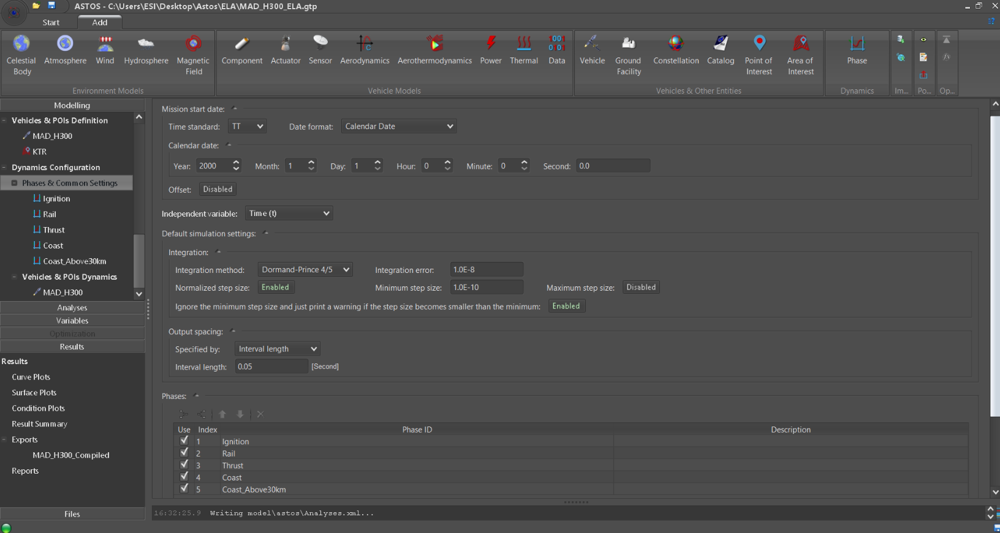 ASTOS - C:\Users\ESI\Desktop\Astos\ELA\MAD_H300_ELA.gtp
Start Add
Celestial Body Atmosphere Wind Hydrosphere Magnetic Field
Environment Models
Component Actuator Sensor Aerodynamics Aerothermodynamics Power Thermal Data
1001
0101
Vehicle Models
Vehicle Ground Facility Constellation Catalog Point of Interest Area of Interest
Vehicles & Other Entities
Phase
Dynamics
Im... Po... Op...
Modelling
Vehicles & POIs Definition
MAD_H300
KTR
Dynamics Configuration
Phases & Common Settings
Ignition
Rail
Thrust
Coast
Coast_Above30km
Vehicles & POIs Dynamics
MAD_H300
Analyses
Variables
Optimization
Results
Results
Curve Plots
Surface Plots
Condition Plots
Result Summary
Exports
MAD_H300_Compiled
Reports
Files
Mission start date:
Time standard: TT Date format: Calendar Date
Calendar date:
Year: 2000 Month: 1 Day: 1 Hour: 0 Minute: 0 Second: 0.0
Offset: Disabled
Independent variable: Time (t)
Default simulation settings:
Integration:
Integration method: Dormand-Prince 4/5 Integration error: 1.0E-8
Normalized step size: Enabled Minimum step size: 1.0E-10 Maximum step size: Disabled
Ignore the minimum step size and just print a warning if the step size becomes smaller than the minimum: Enabled
Output spacing:
Specified by: Interval length
Interval length: 0.05 [Second]
Phases:
Use Index Phase ID Description
1 Ignition
2 Rail
3 Thrust
4 Coast
5 Coast_Above30km
16:32:25.9 Writing model\astos\Analyses.xml...